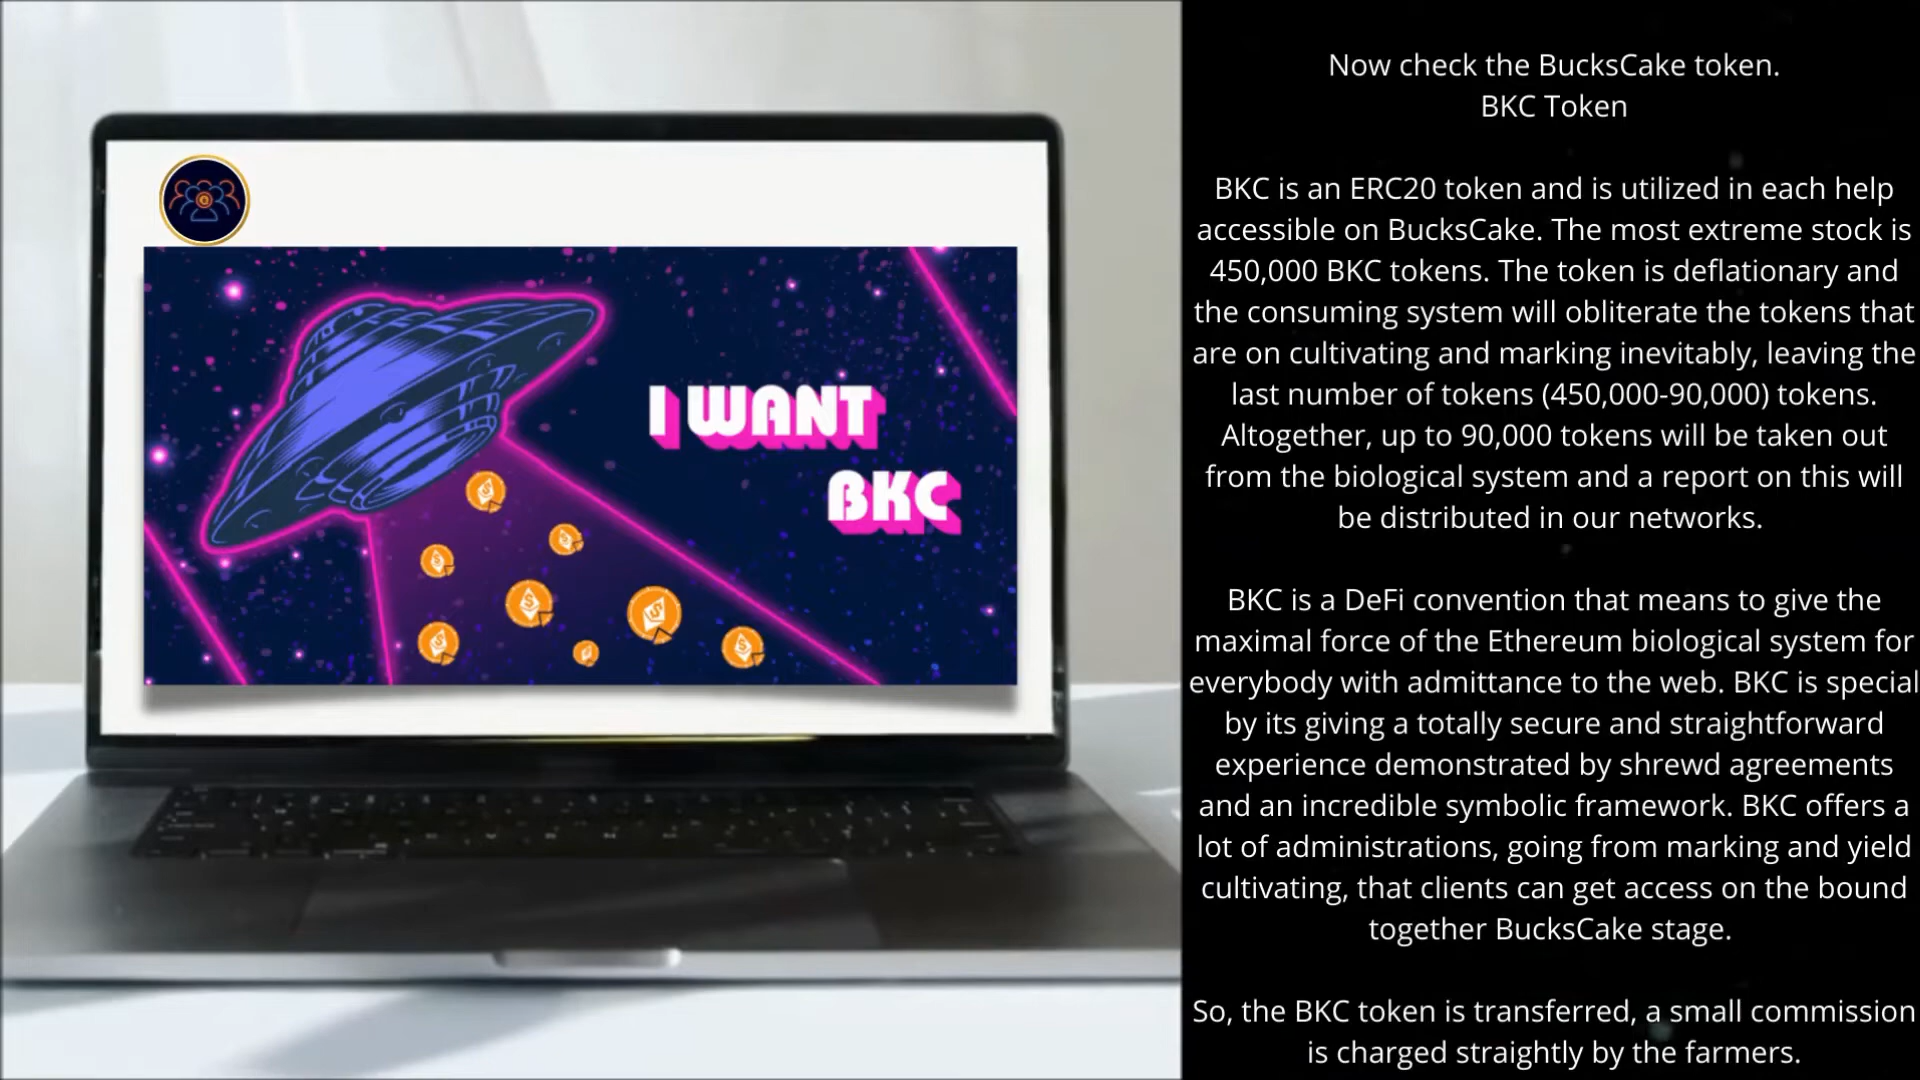 I WANT
BKC
Now check the BucksCake token.
BKC Token
BKC is an ERC20 token and is utilized in each help
accessible on BucksCake. The most extreme stock is
450,000 BKC tokens. The token is deflationary and
the consuming system will obliterate the tokens that
are on cultivating and marking inevitably, leaving the
last number of tokens (450,000-90,000) tokens.
Altogether, up to 90,000 tokens will be taken out
from the biological system and a report on this will
be distributed in our networks.
BKC is a DeFi convention that means to give the
maximal force of the Ethereum biological system for
everybody with admittance to the web. BKC is special
by its giving a totally secure and straightforward
experience demonstrated by shrewd agreements
and an incredible symbolic framework. BKC offers a
lot of administrations, going from marking and yield
cultivating, that clients can get access on the bound
together BucksCake stage.
So, the BKC token is transferred, a small commission
is charged straightly by the farmers.